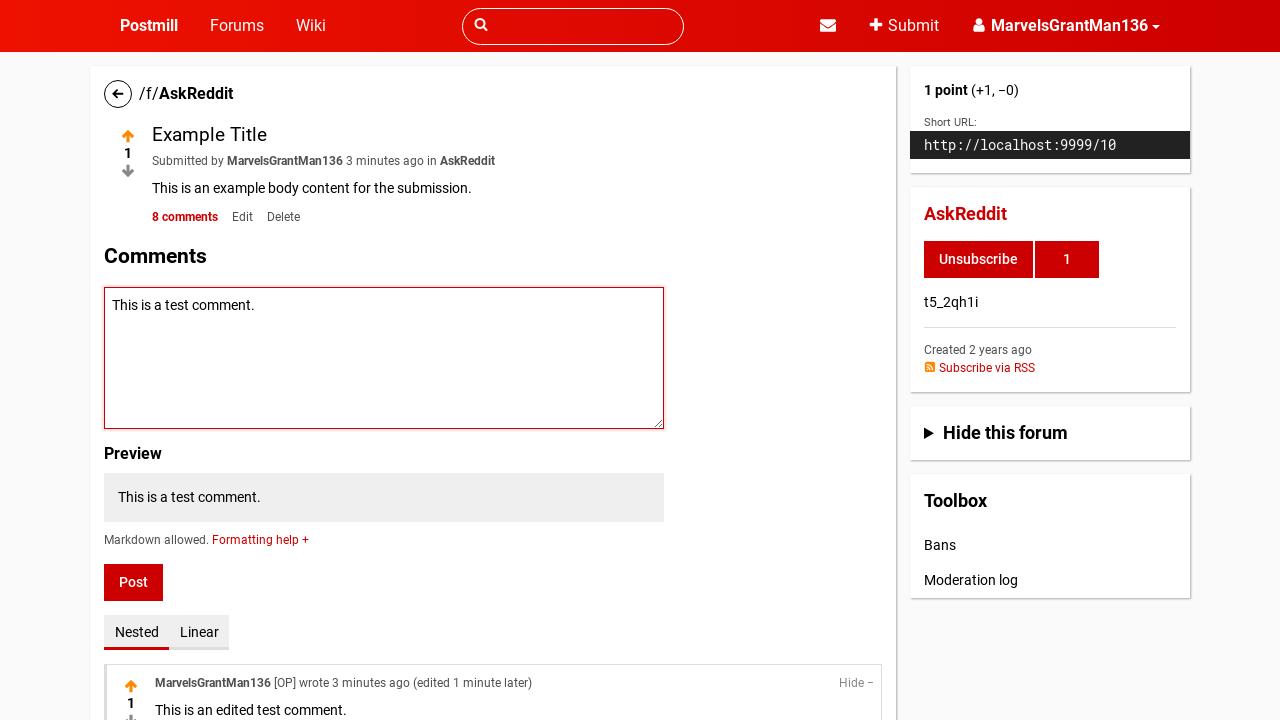 Postmill Forums Wiki Submit MarvelsGrantMan136
/f/AskReddit
Example Title
1
Submitted by MarvelsGrantMan136 3 minutes ago in AskReddit
This is an example body content for the submission.
8 comments Edit Delete
Comments
This is a test comment.
Preview
This is a test comment.
Markdown allowed. Formatting help +
Post
Nested Linear
MarvelsGrantMan136 [OP] wrote 3 minutes ago (edited 1 minute later) Hide −
1
This is an edited test comment.
1 point (+1, −0)
Short URL:
http://localhost:9999/10
AskReddit
Unsubscribe 1
t5_2qh1i
Created 2 years ago
Subscribe via RSS
Hide this forum
Toolbox
Bans
Moderation log